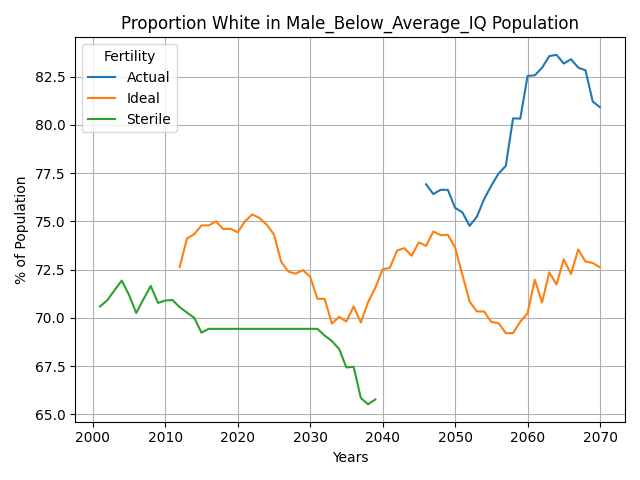 Proportion White in Male_Below_Average_IQ Population
Fertility
Actual
Ideal
Sterile
% of Population
82.5
80.0
77.5
75.0
72.5
70.0
67.5
65.0
2000 2010 2020 2030 2040 2050 2060 2070
Years